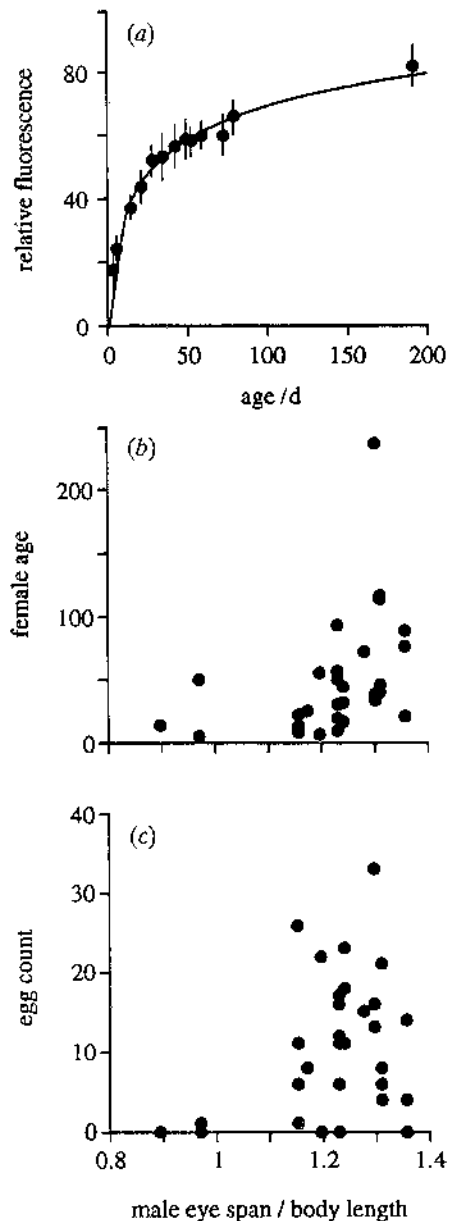 (a)
relative fluorescence
80
40
0
0
50
100
150
200
age /d
(b)
female age
200
100
0
(c)
egg count
40
30
20
10
0
0.8
1
1.2
1.4
male eye span / body length